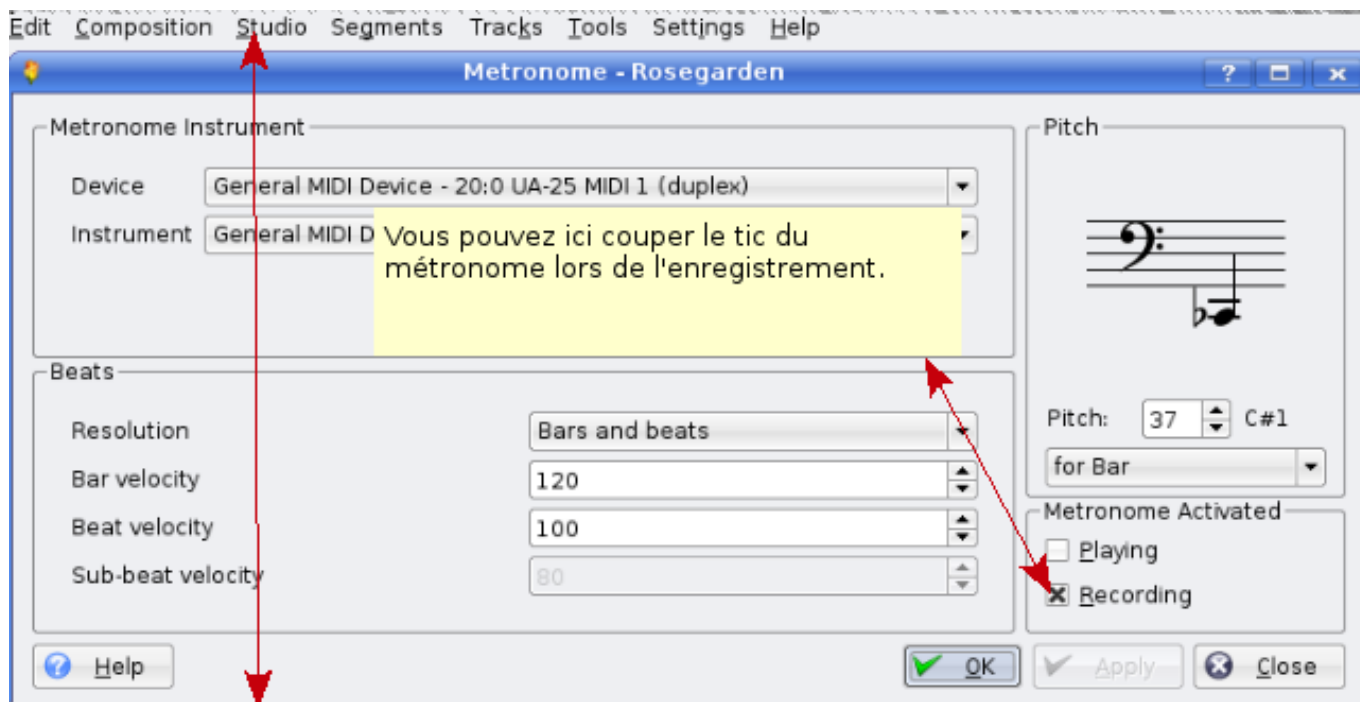 Edit Composition Studio Segments Tracks Tools Settings Help
Metronome - Rosegarden
Metronome Instrument
Device General MIDI Device - 20:0 UA-25 MIDI 1 (duplex)
Instrument General MIDI D
Vous pouvez ici couper le tic du
métronome lors de l'enregistrement.
Beats
Resolution Bars and beats
Bar velocity 120
Beat velocity 100
Sub-beat velocity 80
Pitch
Pitch: 37 C#1
for Bar
Metronome Activated
Playing
Recording
Help OK Apply Close